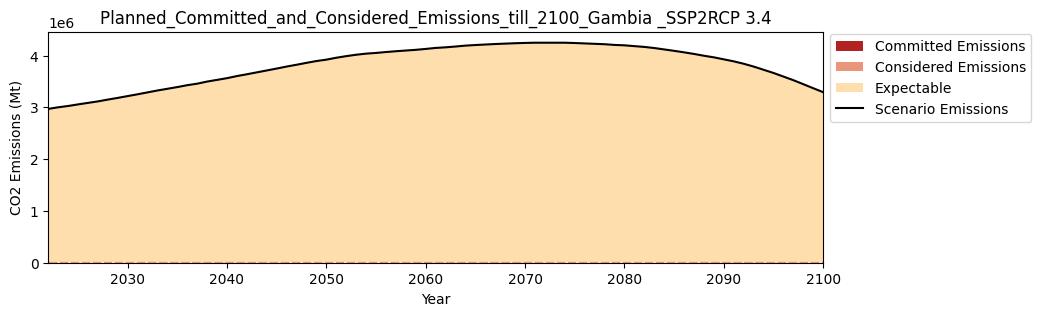 Planned_Committed_and_Considered_Emissions_till_2100_Gambia _SSP2RCP 3.4
1e6
4
3
2
1
0
CO2 Emissions (Mt)
2030 2040 2050 2060 2070 2080 2090 2100
Year
Committed Emissions
Considered Emissions
Expectable
Scenario Emissions